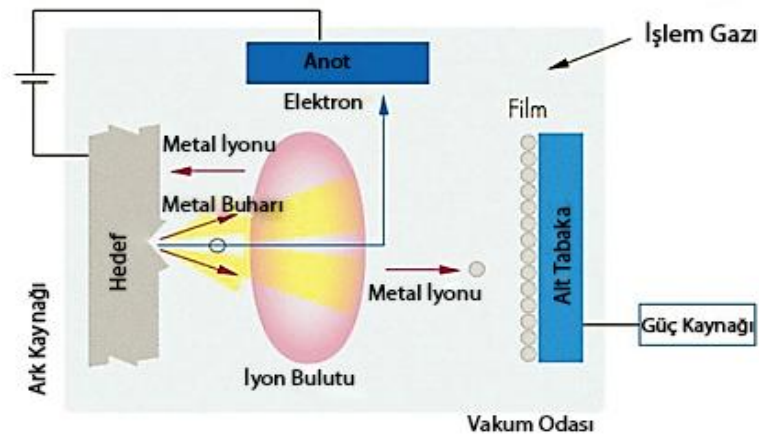 Anot
İşlem Gazı
Elektron
Film
Metal İyonu
Metal Buharı
Hedef
Alt Tabaka
Metal İyonu
Güç Kaynağı
Ark Kaynağı
İyon Bulutu
Vakum Odası